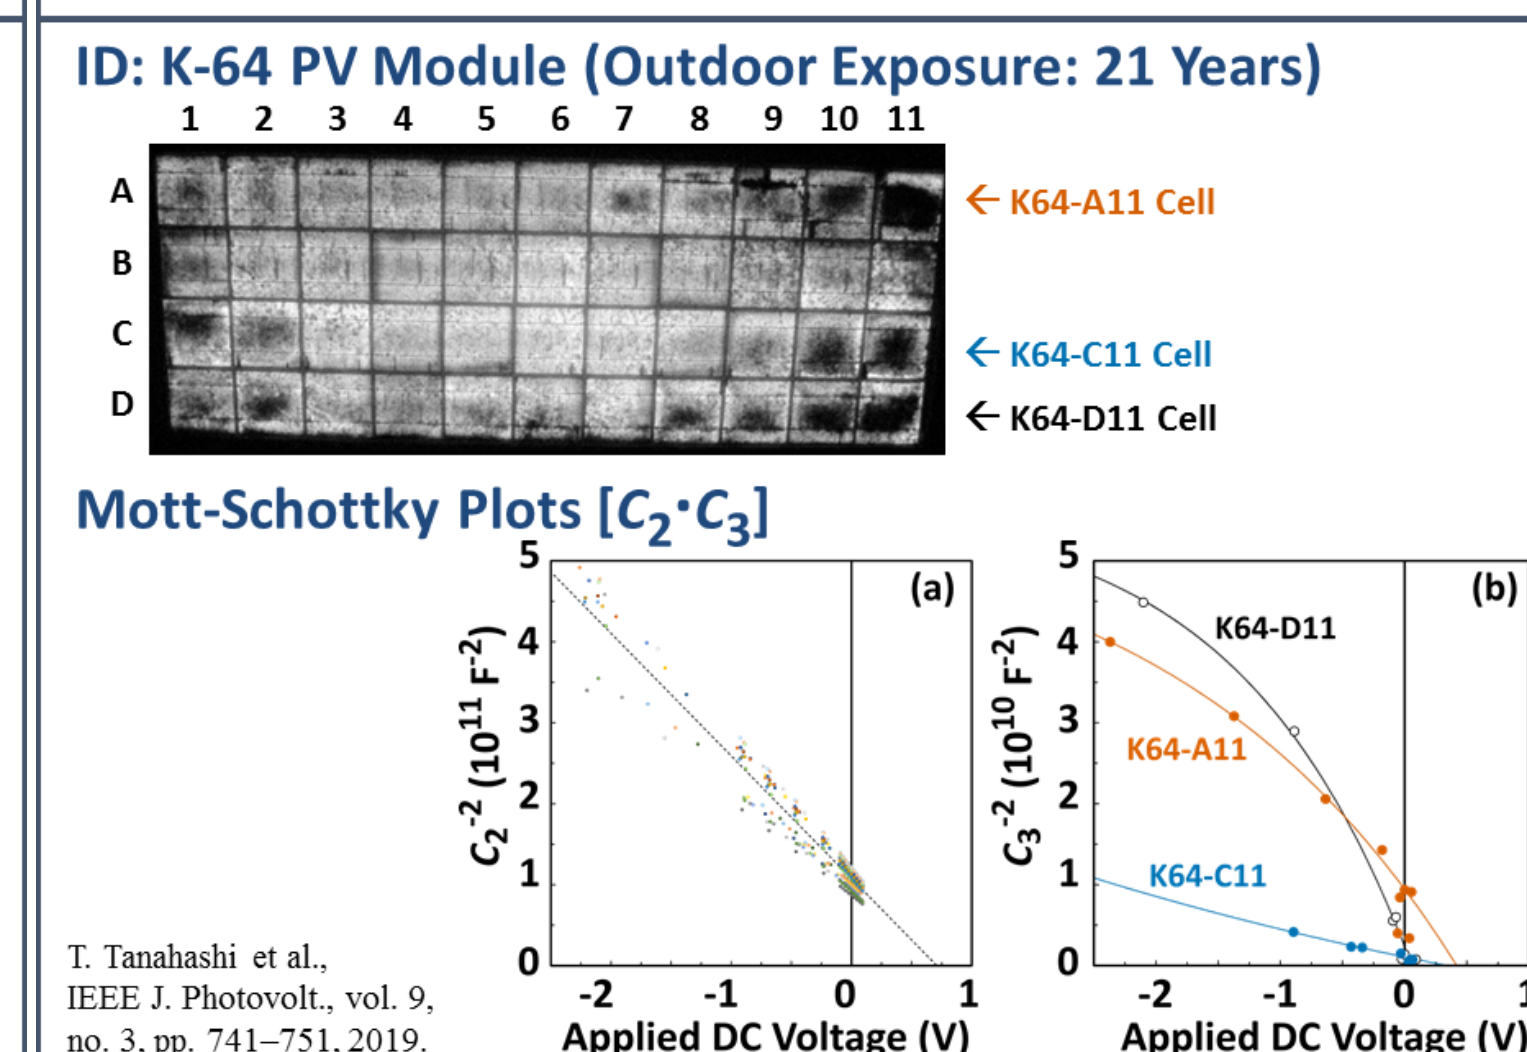 ID: K-64 PV Module (Outdoor Exposure: 21 Years)
1 2 3 4 5 6 7 8 9 10 11
A
B
C
D
← K64-A11 Cell
← K64-C11 Cell
← K64-D11 Cell
Mott-Schottky Plots [C₂·C₃]
(a)
5
4
3
2
1
0
C₂⁻² (10¹¹ F⁻²)
-2 -1 0 1
Applied DC Voltage (V)
(b)
5
4
3
2
1
0
C₃⁻² (10¹⁰ F⁻²)
K64-D11
K64-A11
K64-C11
-2 -1 0 1
Applied DC Voltage (V)
T. Tanahashi et al.,
IEEE J. Photovolt., vol. 9,
no. 3, pp. 741–751, 2019.